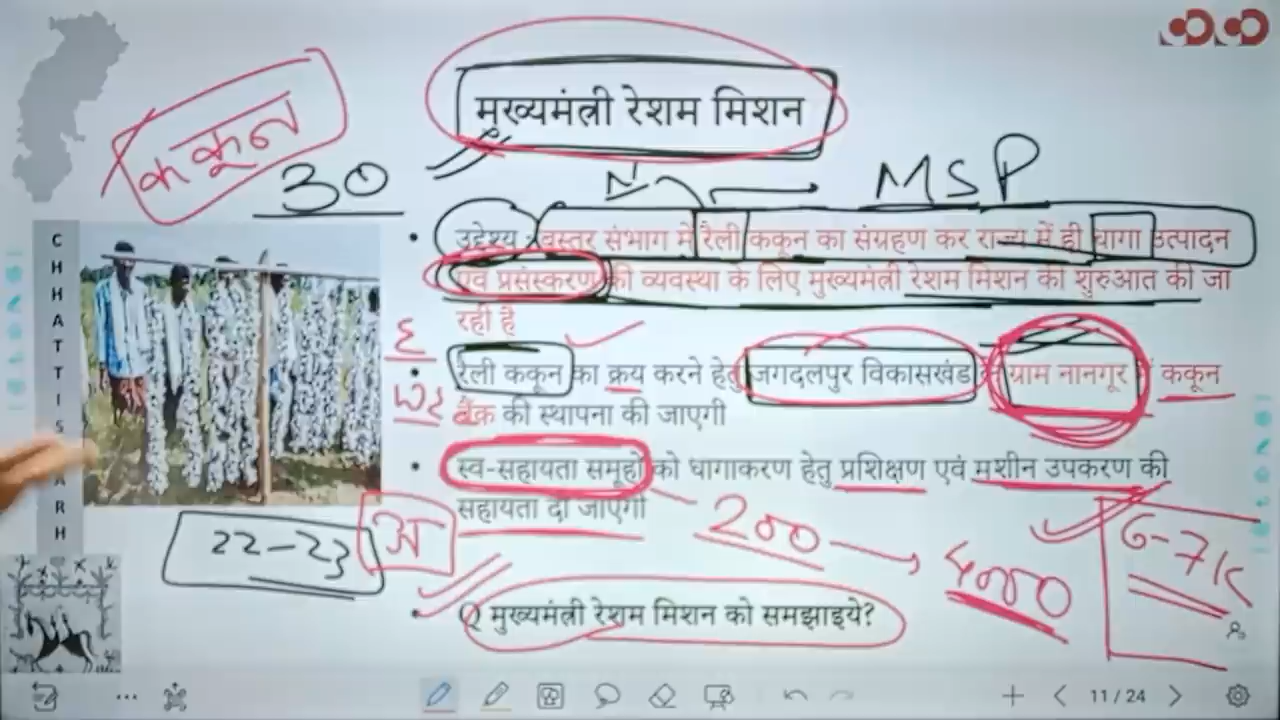 मुख्यमंत्री रेशम मिशन
ककून
30
MSP
• उद्देश्य : बस्तर संभाग में रैली ककून का संग्रहण कर राज्य में ही धागा उत्पादन
एवं प्रसंस्करण की व्यवस्था के लिए मुख्यमंत्री रेशम मिशन की शुरुआत की जा
रही है
• रैली ककून का क्रय करने हेतु जगदलपुर विकासखंड के ग्राम नानगूर में ककून
बैंक की स्थापना की जाएगी
• स्व-सहायता समूहों को धागाकरण हेतु प्रशिक्षण एवं मशीन उपकरण की
सहायता दी जाएगी
200
4000
6-7K
22-23
अ
• Q मुख्यमंत्री रेशम मिशन को समझाइये?
CHHATTISGARH
11 / 24